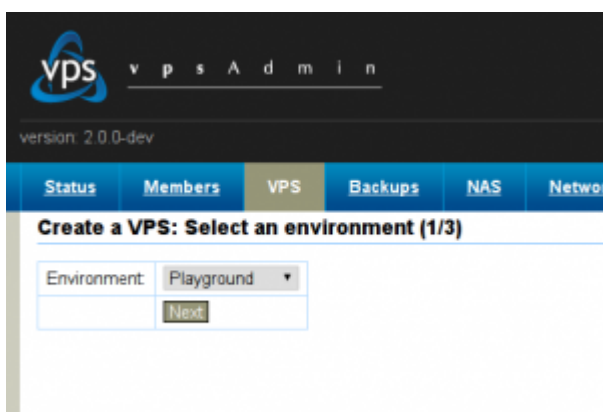 vps vpsAdmin
version: 2.0.0-dev
Status Members VPS Backups NAS Networ
Create a VPS: Select an environment (1/3)
Environment: Playground
Next